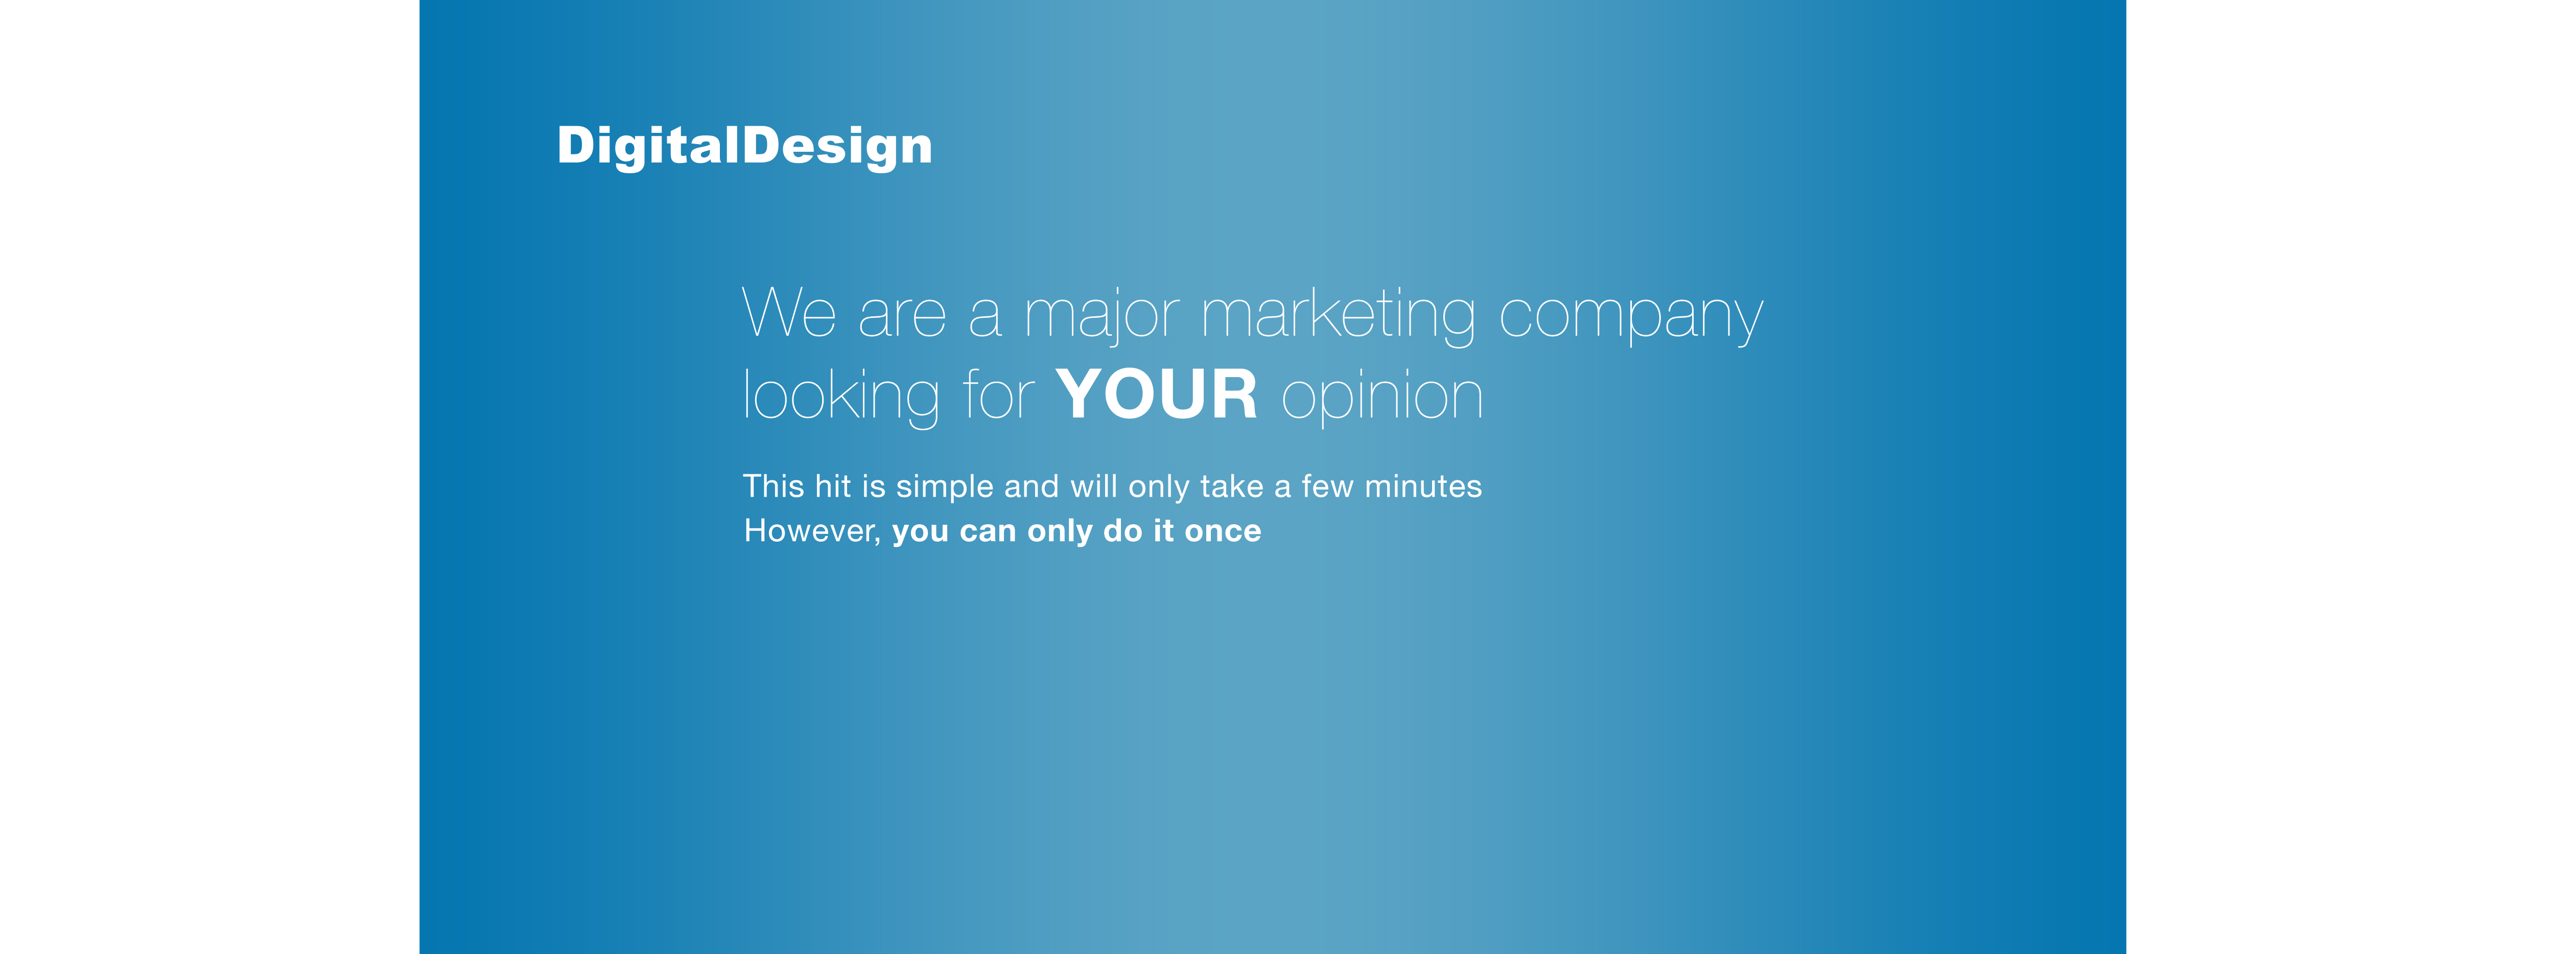 DigitalDesign
We are a major marketing company
looking for YOUR opinion
This hit is simple and will only take a few minutes
However, you can only do it once